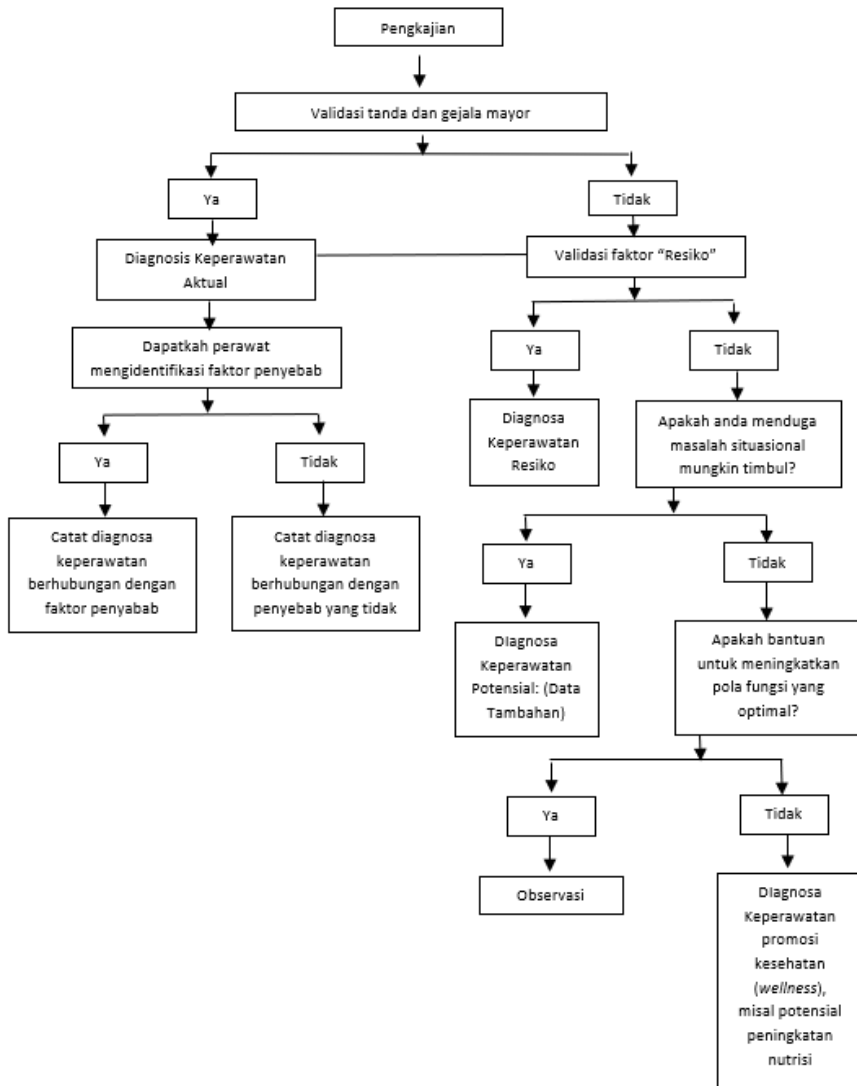 Pengkajian
Validasi tanda dan gejala mayor
Ya
Tidak
Diagnosis Keperawatan
Aktual
Validasi faktor “Resiko”
Dapatkah perawat
mengidentifikasi faktor penyebab
Ya
Tidak
Ya
Tidak
Diagnosa
Keperawatan
Resiko
Apakah anda menduga
masalah situasional
mungkin timbul?
Catat diagnosa
keperawatan
berhubungan dengan
faktor penyabab
Catat diagnosa
keperawatan
berhubungan dengan
penyebab yang tidak
Ya
Tidak
DIagnosa
Keperawatan
Potensial: (Data
Tambahan)
Apakah bantuan
untuk meningkatkan
pola fungsi yang
optimal?
Ya
Tidak
Observasi
DIagnosa
Keperawatan
promosi
kesehatan
(wellness),
misal potensial
peningkatan
nutrisi